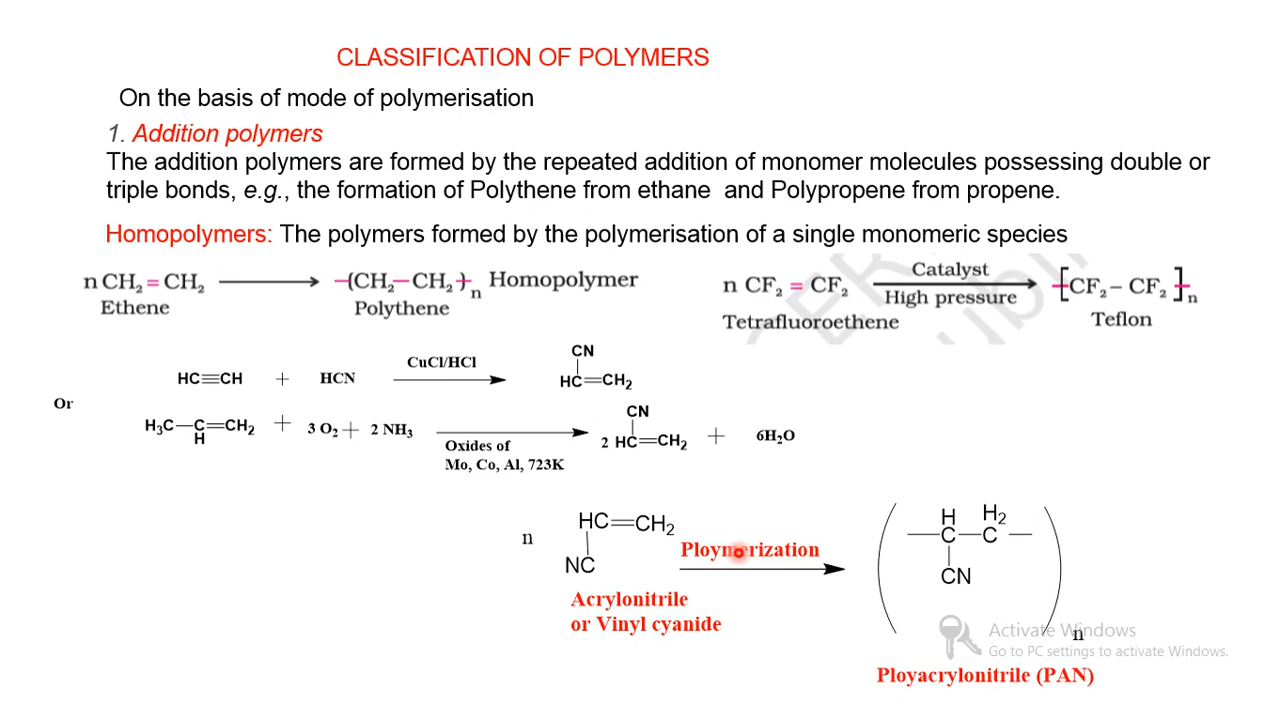 CLASSIFICATION OF POLYMERS
On the basis of mode of polymerisation
1. Addition polymers
The addition polymers are formed by the repeated addition of monomer molecules possessing double or
triple bonds, e.g., the formation of Polythene from ethane and Polypropene from propene.
Homopolymers: The polymers formed by the polymerisation of a single monomeric species
n CH₂=CH₂ ⟶ -(CH₂-CH₂)-ₙ Homopolymer
Ethene Polythene
n CF₂ = CF₂ Catalyst High pressure [CF₂ – CF₂]ₙ
Tetrafluoroethene Teflon
HC≡CH + HCN CuCl/HCl CN HC=CH₂
Or
H₃C—C=CH₂ H + 3 O₂ + 2 NH₃ Oxides of Mo, Co, Al, 723K 2 HC=CH₂ CN + 6H₂O
n HC=CH₂ NC Ploymerization H H₂ —C—C— CN n
Acrylonitrile
or Vinyl cyanide
Activate Windows
Go to PC settings to activate Windows.
Ployacrylonitrile (PAN)